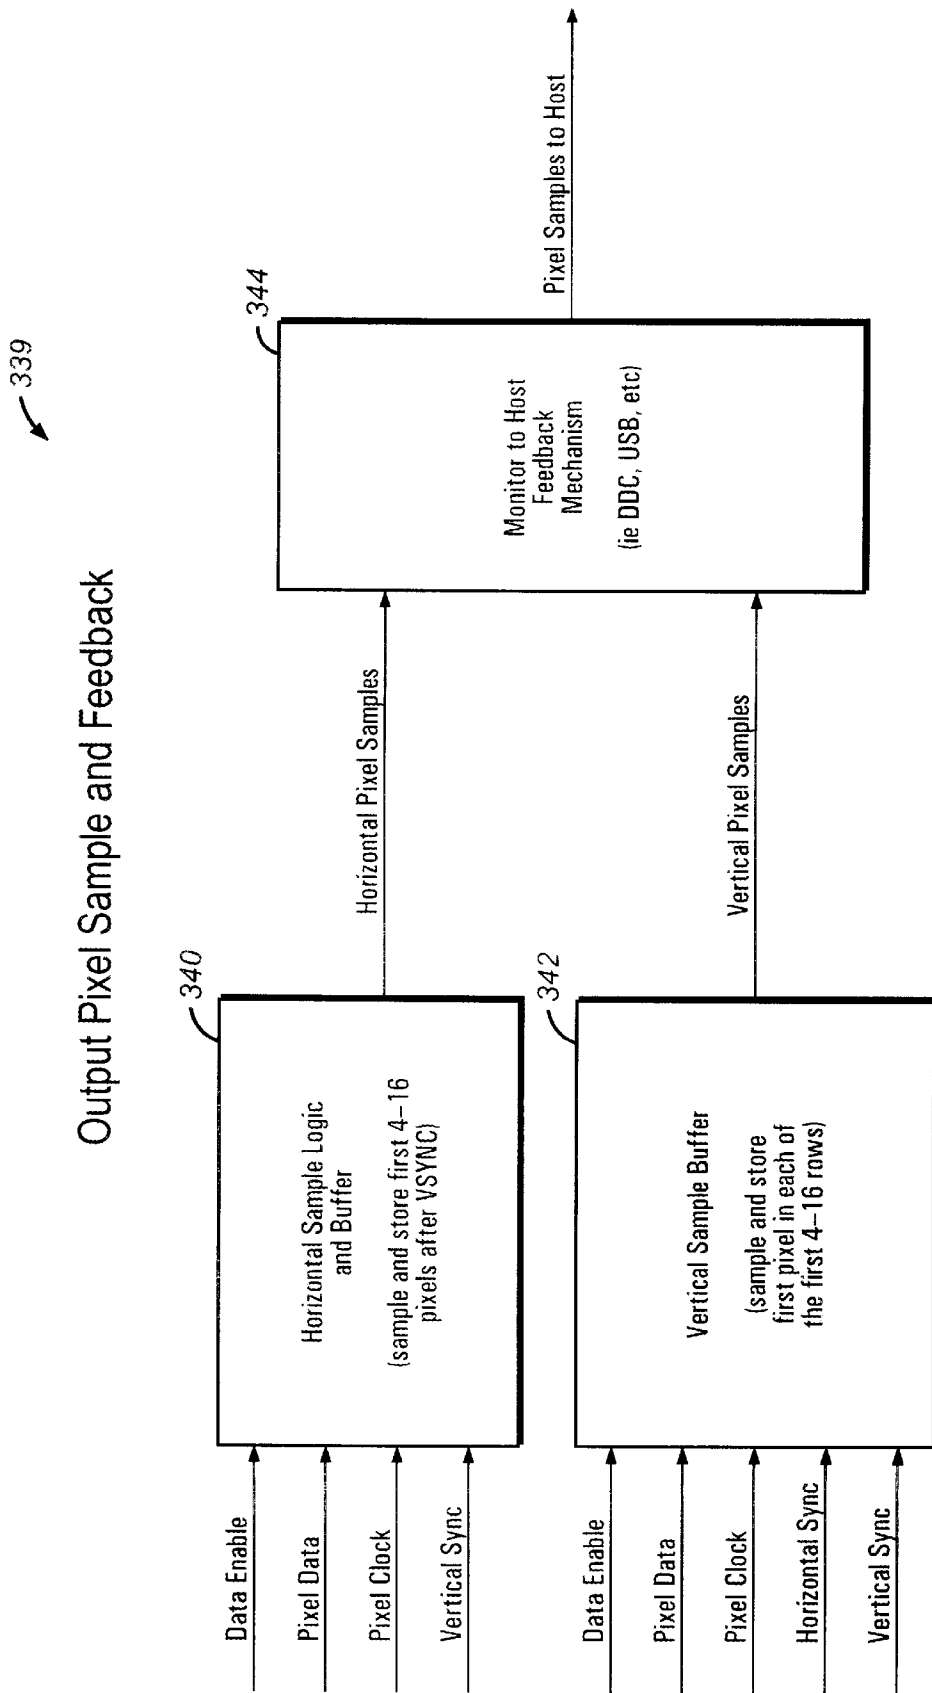 Output Pixel Sample and Feedback
339
Data Enable
Pixel Data
Pixel Clock
Vertical Sync
340
Horizontal Sample Logic
and Buffer
(sample and store first 4–16
pixels after VSYNC)
Horizontal Pixel Samples
Data Enable
Pixel Data
Pixel Clock
Horizontal Sync
Vertical Sync
342
Vertical Sample Buffer
(sample and store
first pixel in each of
the first 4–16 rows)
Vertical Pixel Samples
344
Monitor to Host
Feedback
Mechanism
(ie DDC, USB, etc)
Pixel Samples to Host